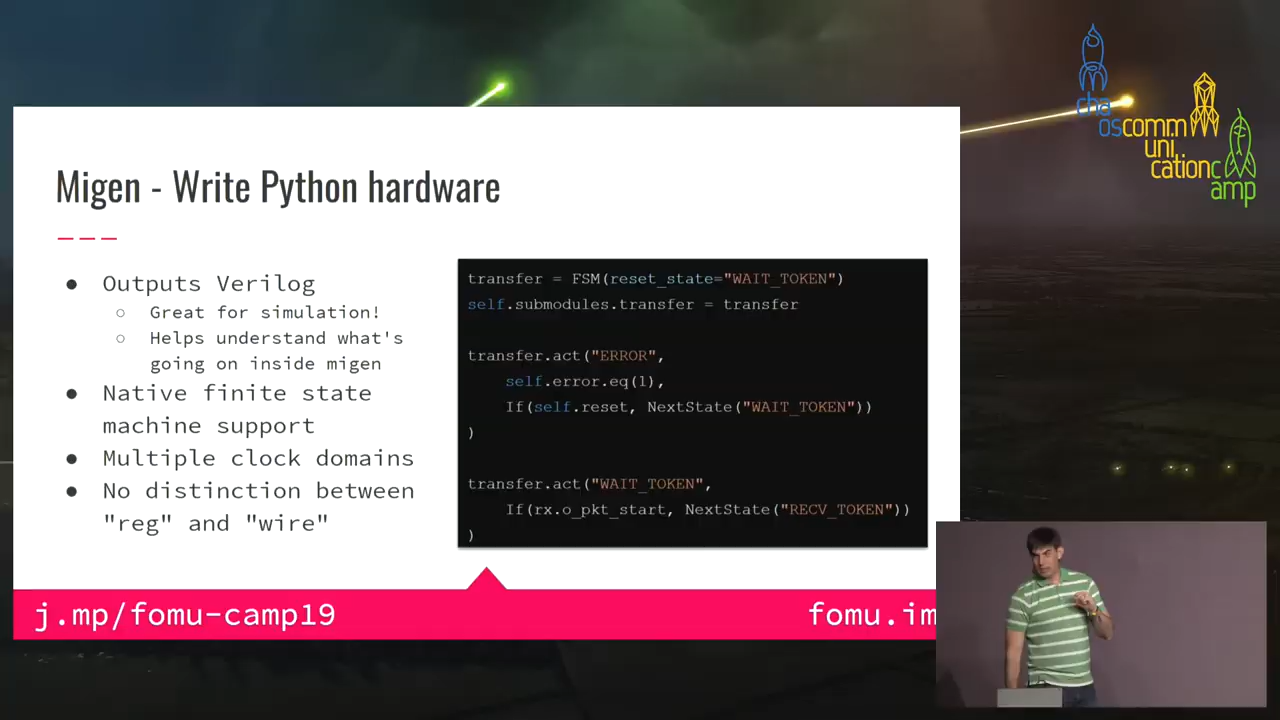 chaoscommunicationcamp
Migen - Write Python hardware
● Outputs Verilog
○ Great for simulation!
○ Helps understand what's
going on inside migen
● Native finite state
machine support
● Multiple clock domains
● No distinction between
"reg" and "wire"
transfer = FSM(reset_state="WAIT_TOKEN")
self.submodules.transfer = transfer
transfer.act("ERROR",
self.error.eq(1),
If(self.reset, NextState("WAIT_TOKEN"))
)
transfer.act("WAIT_TOKEN",
If(rx.o_pkt_start, NextState("RECV_TOKEN"))
)
j.mp/fomu-camp19
fomu.im